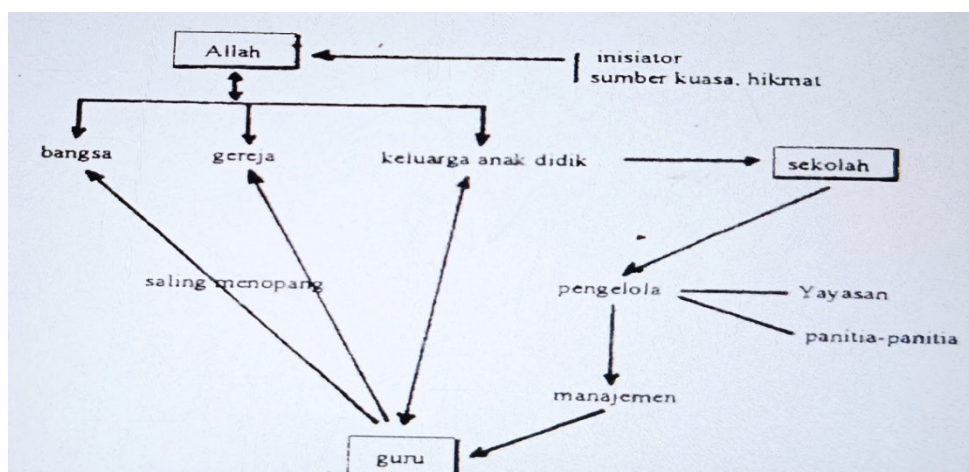 Allah
inisiator
sumber kuasa. hikmat
bangsa
gereja
keluarga anak didik
sekolah
saling menopang
pengelola
Yayasan
panitia-panitia
manajemen
guru